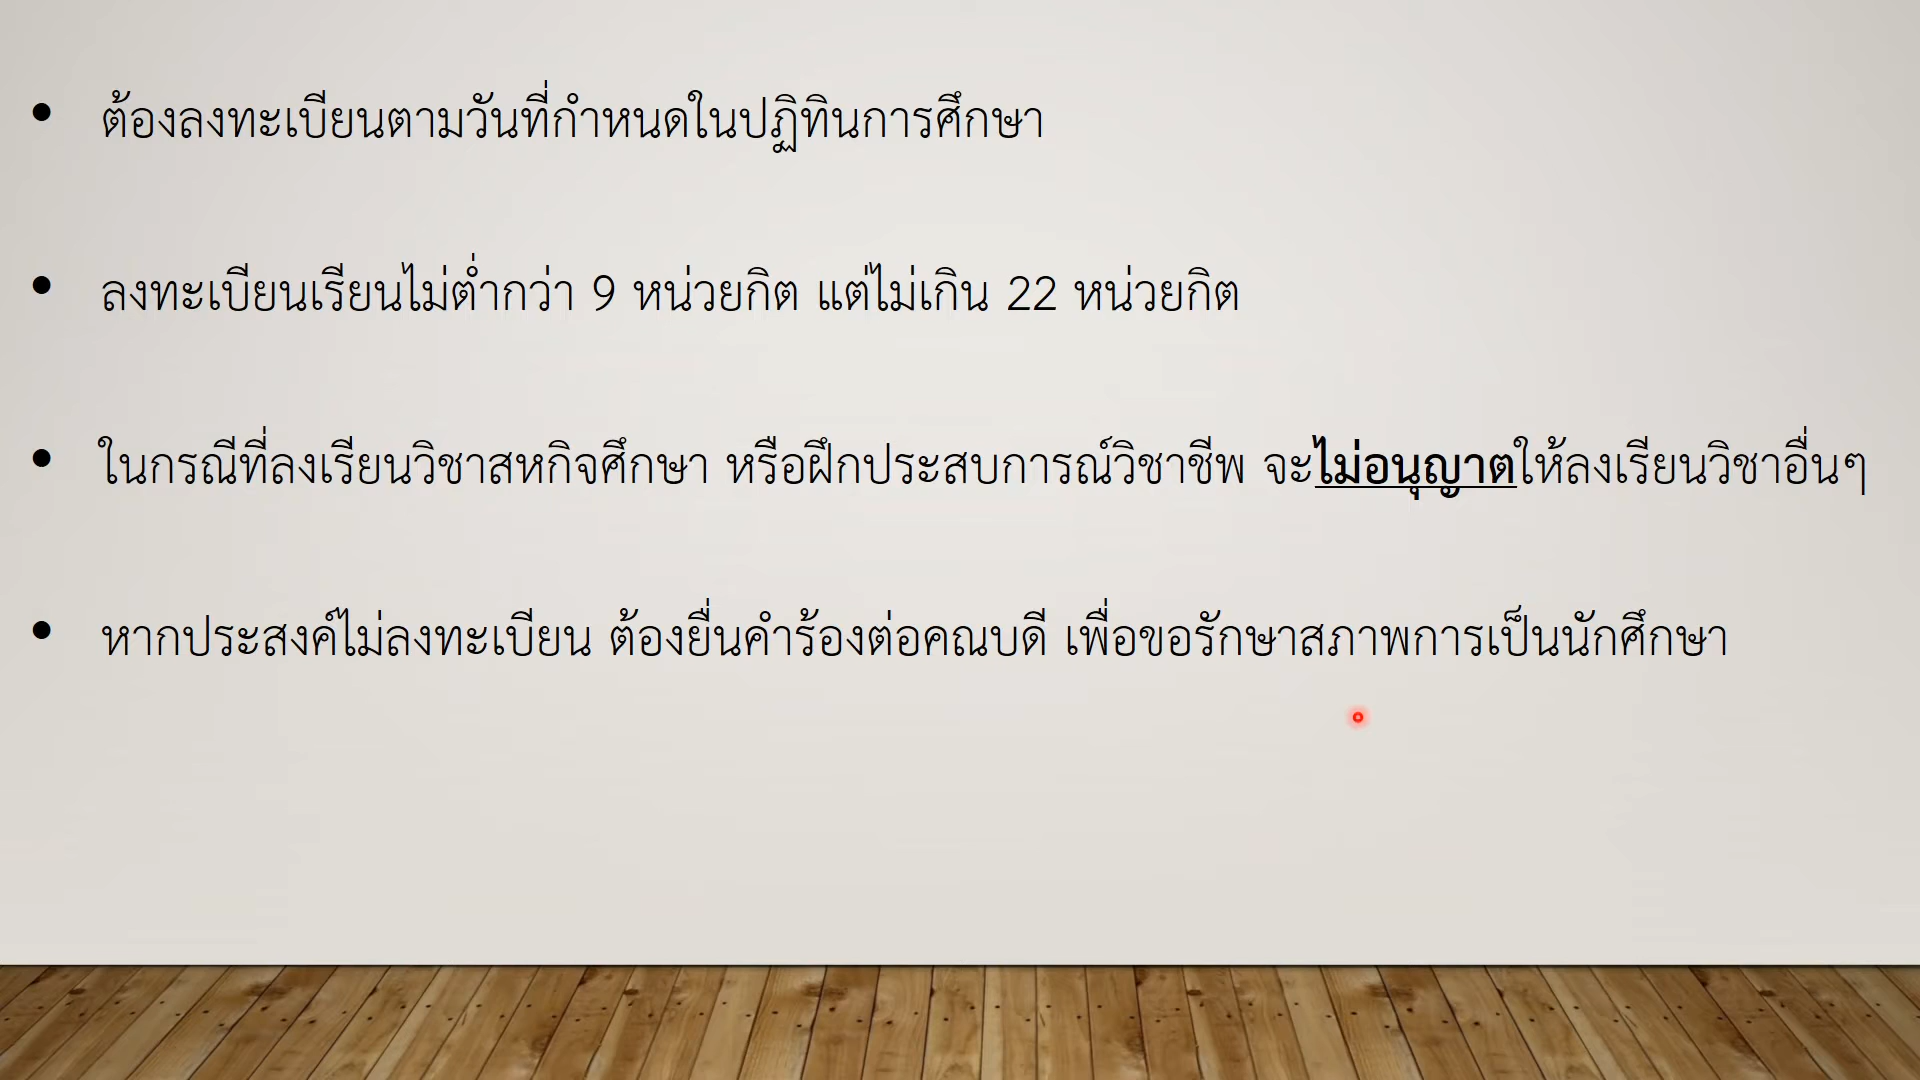 • ต้องลงทะเบียนตามวันที่กำหนดในปฏิทินการศึกษา
• ลงทะเบียนเรียนไม่ต่ำกว่า 9 หน่วยกิต แต่ไม่เกิน 22 หน่วยกิต
• ในกรณีที่ลงเรียนวิชาสหกิจศึกษา หรือฝึกประสบการณ์วิชาชีพ จะไม่อนุญาตให้ลงเรียนวิชาอื่นๆ
• หากประสงค์ไม่ลงทะเบียน ต้องยื่นคำร้องต่อคณบดี เพื่อขอรักษาสภาพการเป็นนักศึกษา